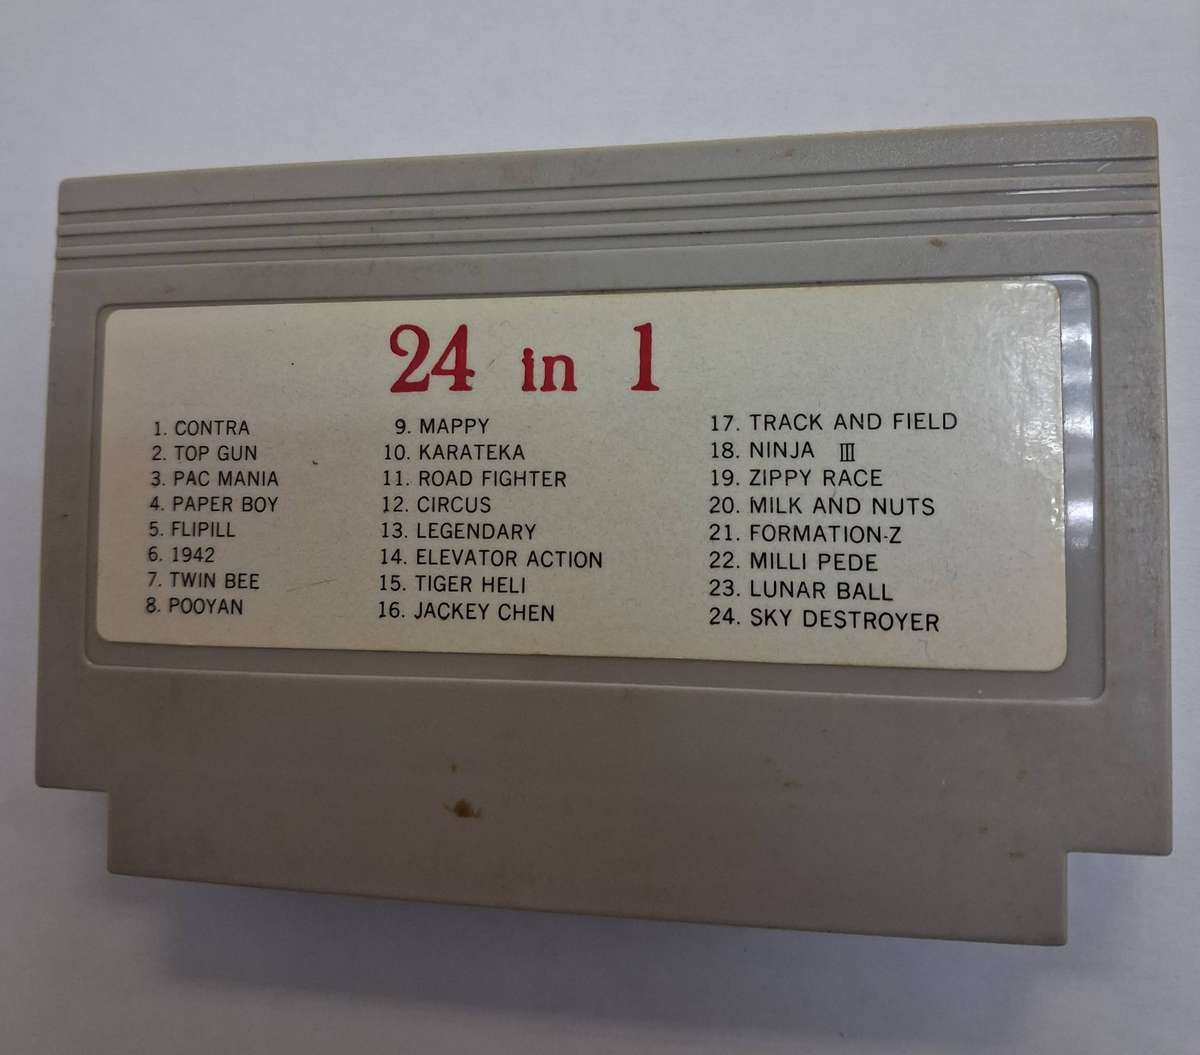 24 in 1
1. CONTRA
2. TOP GUN
3. PAC MANIA
4. PAPER BOY
5. FLIPILL
6. 1942
7. TWIN BEE
8. POOYAN
9. MAPPY
10. KARATEKA
11. ROAD FIGHTER
12. CIRCUS
13. LEGENDARY
14. ELEVATOR ACTION
15. TIGER HELI
16. JACKEY CHEN
17. TRACK AND FIELD
18. NINJA III
19. ZIPPY RACE
20. MILK AND NUTS
21. FORMATION-Z
22. MILLI PEDE
23. LUNAR BALL
24. SKY DESTROYER